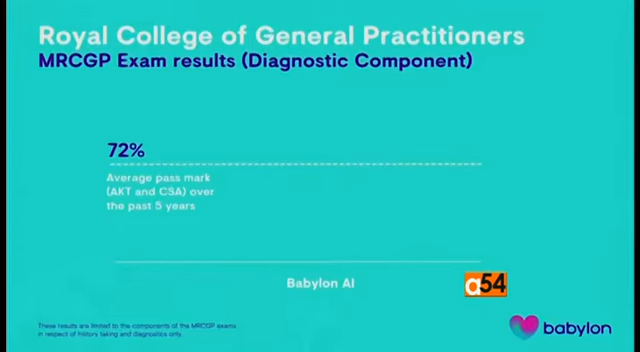 Royal College of General Practitioners
MRCGP Exam results (Diagnostic Component)
72%
Average pass mark
(AKT and CSA) over
the past 5 years
Babylon AI
a54
These results are limited to the components of the MRCGP exams
in respect of history taking and diagnostics only.
babylon